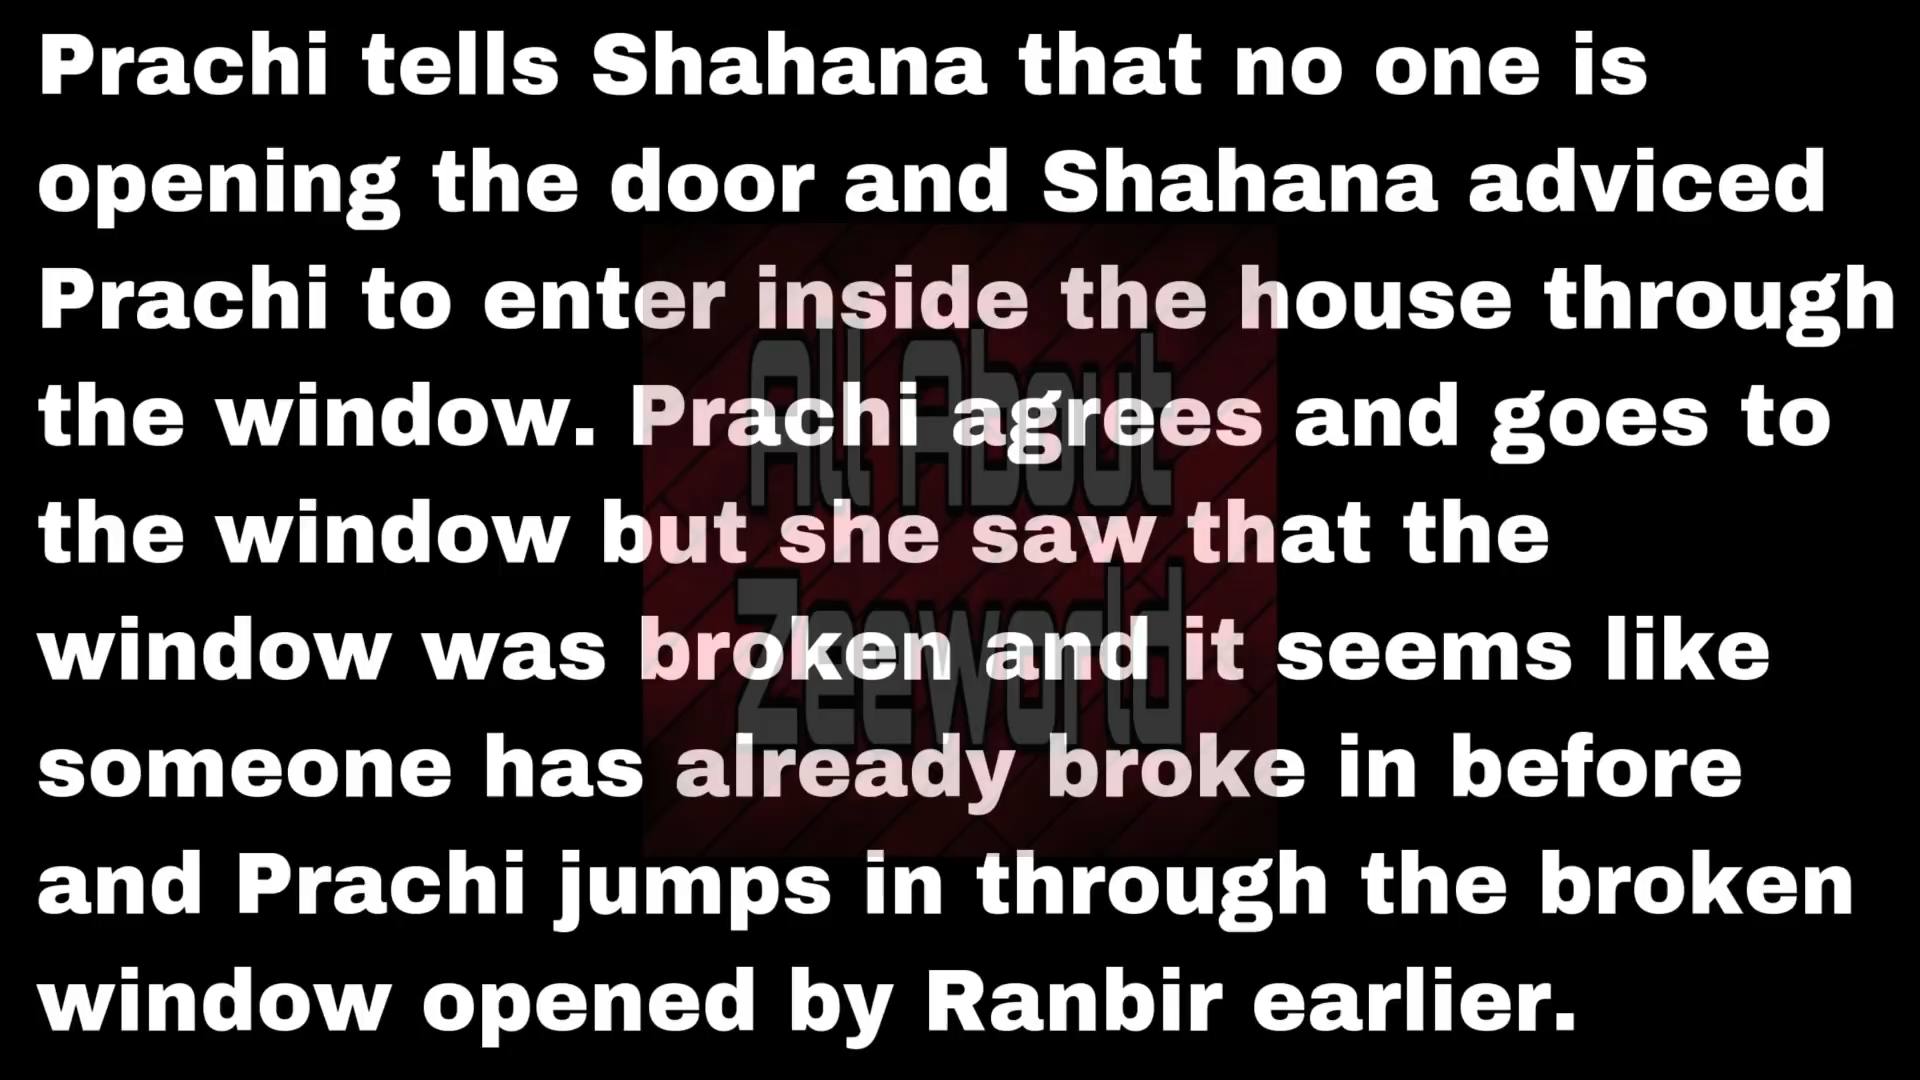 Prachi tells Shahana that no one is
opening the door and Shahana adviced
Prachi to enter inside the house through
the window. Prachi agrees and goes to
the window but she saw that the
window was broken and it seems like
someone has already broke in before
and Prachi jumps in through the broken
window opened by Ranbir earlier.
All About
Zeeworld